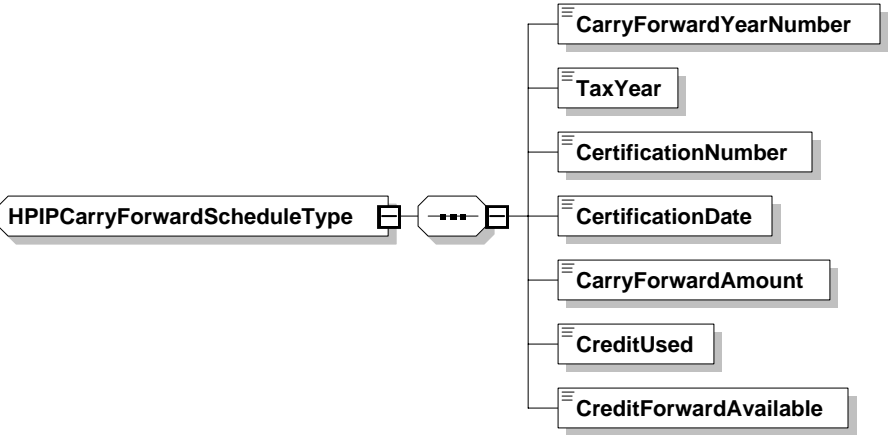 CarryForwardYearNumber
TaxYear
CertificationNumber
HPIPCarryForwardScheduleType
CertificationDate
CarryForwardAmount
CreditUsed
CreditForwardAvailable